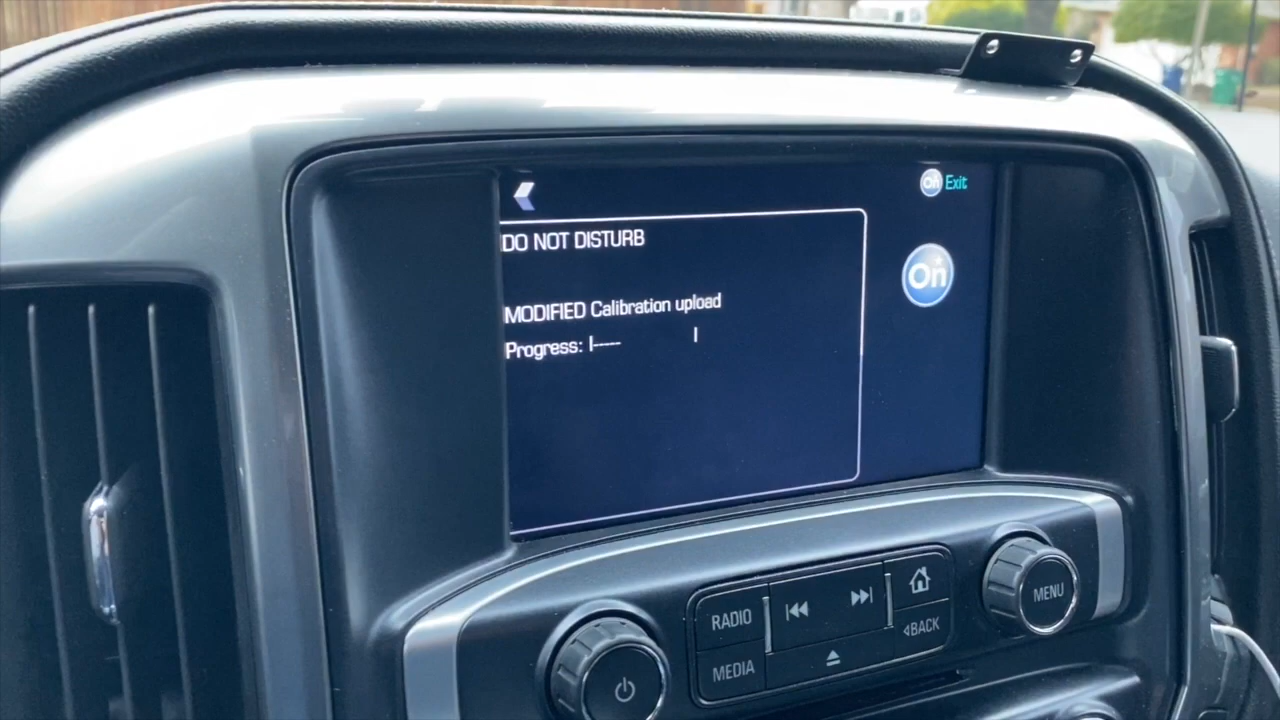 On Exit
DO NOT DISTURB
On
MODIFIED Calibration upload
Progress: |----- |
RADIO
MEDIA
BACK
MENU